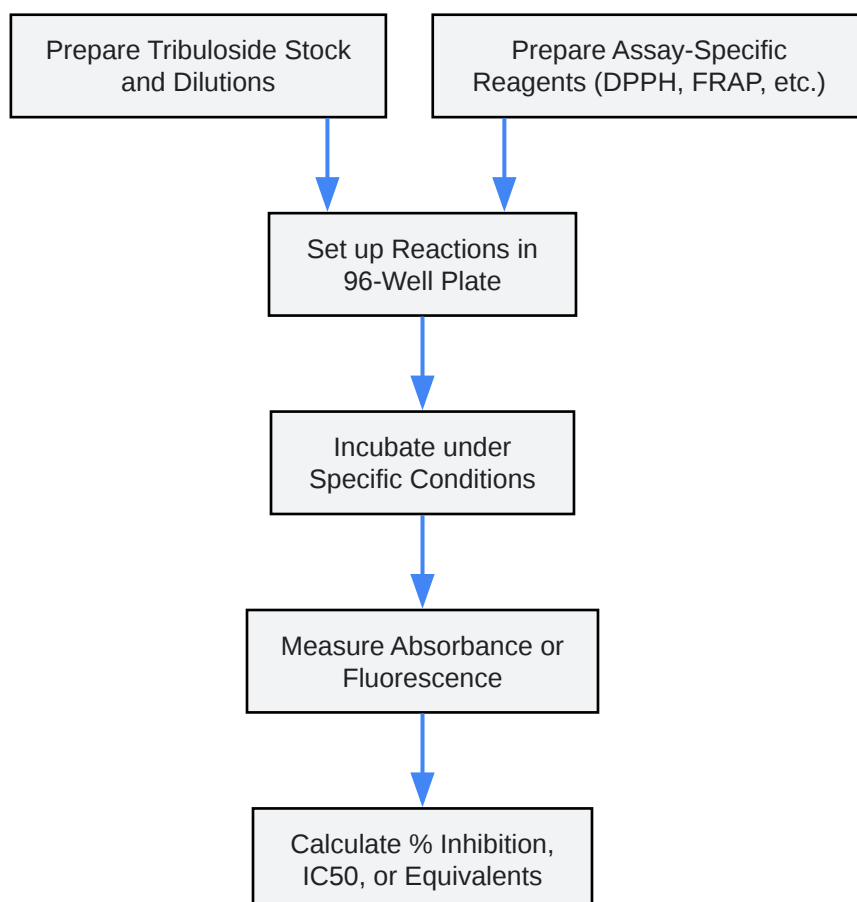 Prepare Tribuloside Stock
and Dilutions
Prepare Assay-Specific
Reagents (DPPH, FRAP, etc.)
Set up Reactions in
96-Well Plate
Incubate under
Specific Conditions
Measure Absorbance or
Fluorescence
Calculate % Inhibition,
IC50, or Equivalents